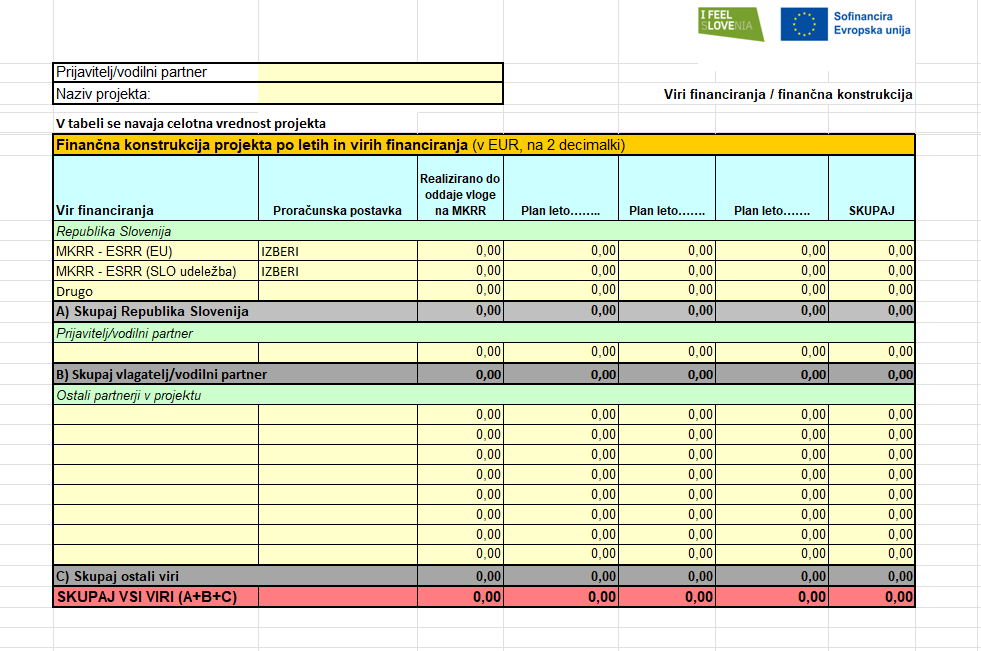 I FEEL
SLOVENIA
Sofinancira
Evropska unija
Prijavitelj/vodilni partner
Naziv projekta:
Viri financiranja / finančna konstrukcija
V tabeli se navaja celotna vrednost projekta
Finančna konstrukcija projekta po letih in virih financiranja (v EUR, na 2 decimalki)
Vir financiranja Proračunska postavka Realizirano do oddaje vloge na MKRR Plan leto…….. Plan leto……. Plan leto……. SKUPAJ
Republika Slovenija
MKRR - ESRR (EU) IZBERI 0,00 0,00 0,00 0,00 0,00
MKRR - ESRR (SLO udeležba) IZBERI 0,00 0,00 0,00 0,00 0,00
Drugo 0,00 0,00 0,00 0,00 0,00
A) Skupaj Republika Slovenija 0,00 0,00 0,00 0,00 0,00
Prijavitelj/vodilni partner
0,00 0,00 0,00 0,00 0,00
B) Skupaj vlagatelj/vodilni partner 0,00 0,00 0,00 0,00 0,00
Ostali partnerji v projektu
0,00 0,00 0,00 0,00 0,00
0,00 0,00 0,00 0,00 0,00
0,00 0,00 0,00 0,00 0,00
0,00 0,00 0,00 0,00 0,00
0,00 0,00 0,00 0,00 0,00
0,00 0,00 0,00 0,00 0,00
0,00 0,00 0,00 0,00 0,00
0,00 0,00 0,00 0,00 0,00
C) Skupaj ostali viri 0,00 0,00 0,00 0,00 0,00
SKUPAJ VSI VIRI (A+B+C) 0,00 0,00 0,00 0,00 0,00